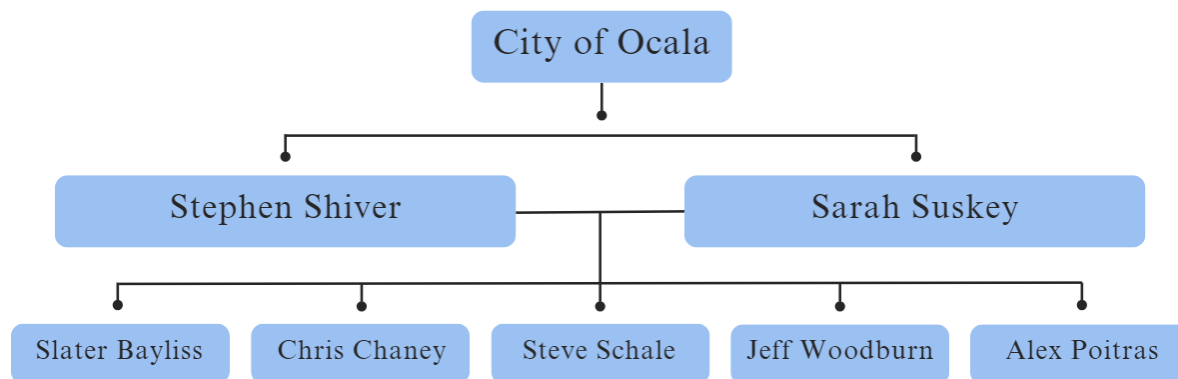 City of Ocala
Stephen Shiver
Sarah Suskey
Slater Bayliss
Chris Chaney
Steve Schale
Jeff Woodburn
Alex Poitras